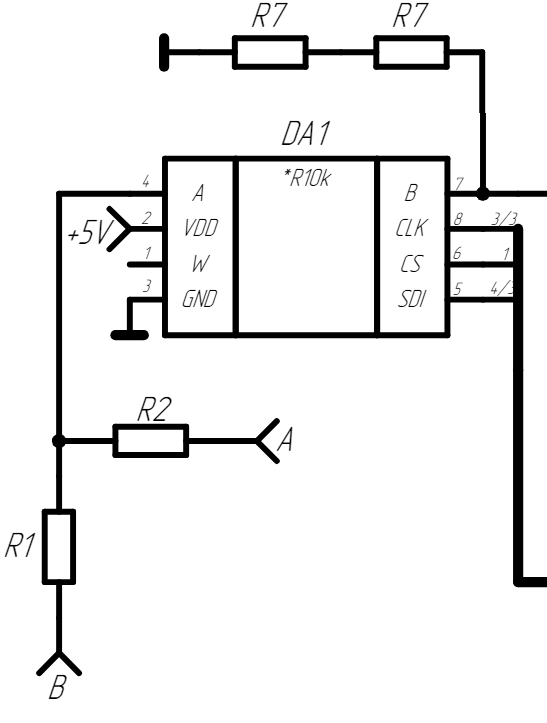 R7 R7
DA1
*R10k
4 A B 7
+5V 2 VDD CLK 8 3/3
1 W CS 6 1
3 GND SDI 5 4/3
R2
A
R1
B